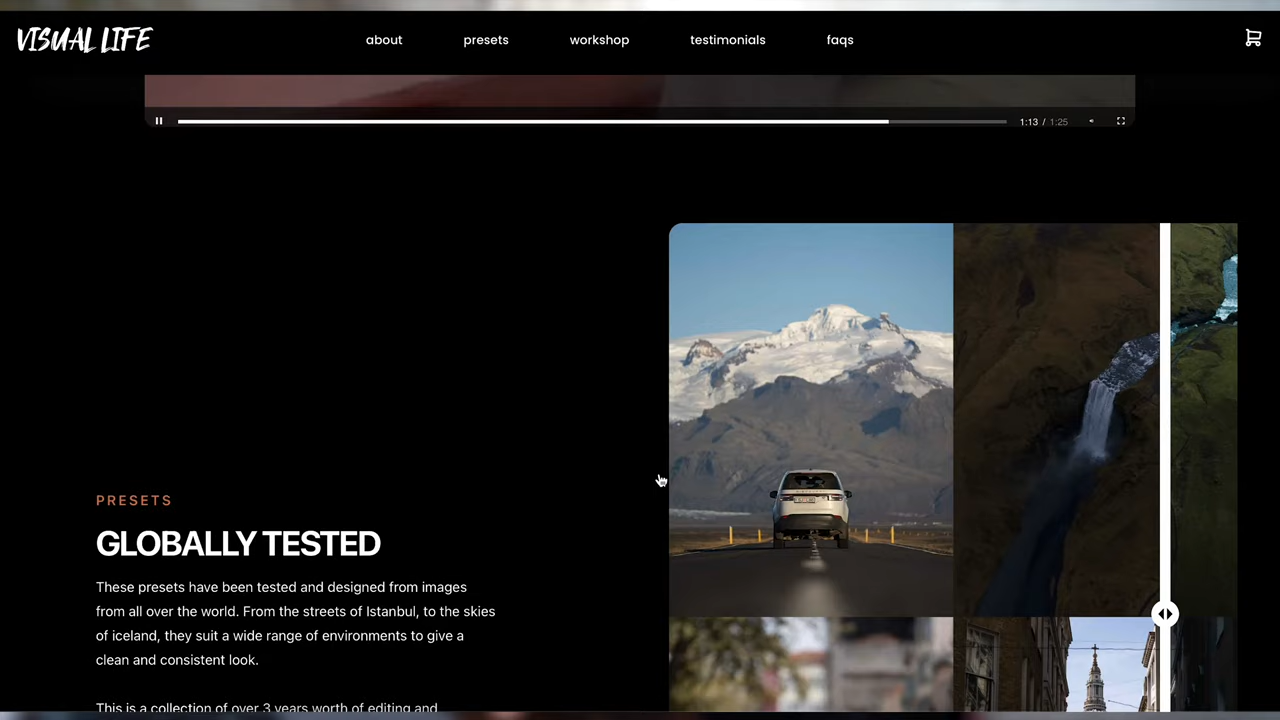 VISUAL LIFE
about presets workshop testimonials faqs
1:13 / 1:25
PRESETS
GLOBALLY TESTED
These presets have been tested and designed from images
from all over the world. From the streets of Istanbul, to the skies
of iceland, they suit a wide range of environments to give a
clean and consistent look.
This is a collection of over 3 years worth of editing and